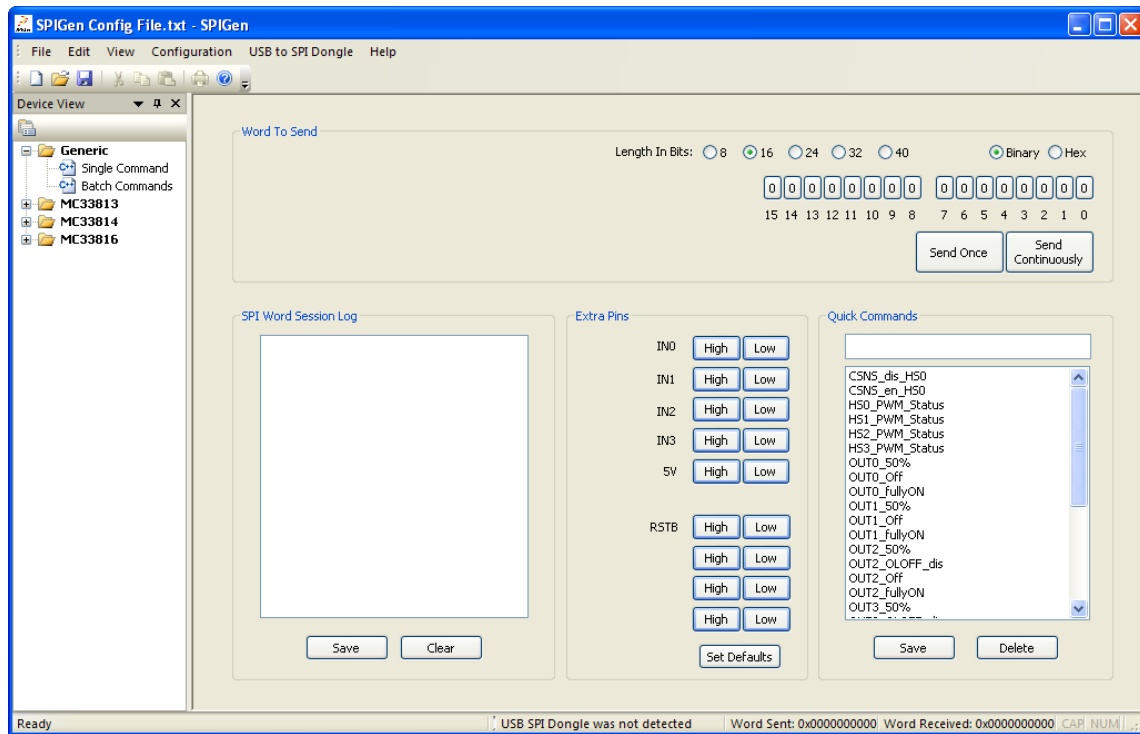 SPIGen Config File.txt - SPIGen
File Edit View Configuration USB to SPI Dongle Help
Device View
Generic
Single Command
Batch Commands
MC33813
MC33814
MC33816
Word To Send
Length In Bits: 8 16 24 32 40 Binary Hex
0 0 0 0 0 0 0 0 0 0 0 0 0 0 0 0
15 14 13 12 11 10 9 8 7 6 5 4 3 2 1 0
Send Once
Send
Continuously
SPI Word Session Log
Save Clear
Extra Pins
IN0 High Low
IN1 High Low
IN2 High Low
IN3 High Low
5V High Low
RSTB High Low
High Low
High Low
High Low
Set Defaults
Quick Commands
CSNS_dis_HS0
CSNS_en_HS0
HS0_PWM_Status
HS1_PWM_Status
HS2_PWM_Status
HS3_PWM_Status
OUT0_50%
OUT0_Off
OUT0_fullyON
OUT1_50%
OUT1_Off
OUT1_fullyON
OUT2_50%
OUT2_OLOFF_dis
OUT2_Off
OUT2_fullyON
OUT3_50%
Save Delete
Ready USB SPI Dongle was not detected Word Sent: 0x0000000000 Word Received: 0x0000000000 CAP NUM